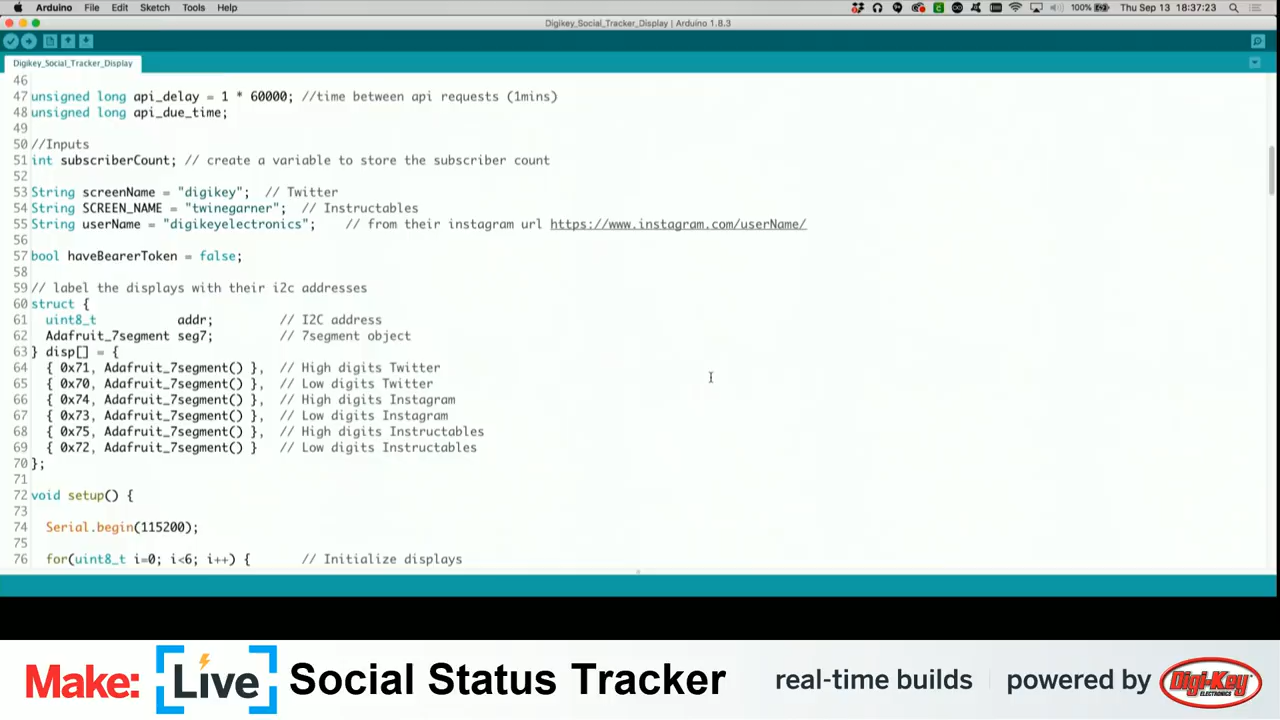 Arduino File Edit Sketch Tools Help 100% Thu Sep 13 18:37:23
Digikey_Social_Tracker_Display | Arduino 1.8.3
Digikey_Social_Tracker_Display
46
47 unsigned long api_delay = 1 * 60000; //time between api requests (1mins)
48 unsigned long api_due_time;
49
50 //Inputs
51 int subscriberCount; // create a variable to store the subscriber count
52
53 String screenName = "digikey"; // Twitter
54 String SCREEN_NAME = "twinegarner"; // Instructables
55 String userName = "digikeyelectronics"; // from their instagram url https://www.instagram.com/userName/
56
57 bool haveBearerToken = false;
58
59 // label the displays with their i2c addresses
60 struct {
61 uint8_t addr; // I2C address
62 Adafruit_7segment seg7; // 7segment object
63 } disp[] = {
64 { 0x71, Adafruit_7segment() }, // High digits Twitter
65 { 0x70, Adafruit_7segment() }, // Low digits Twitter
66 { 0x74, Adafruit_7segment() }, // High digits Instagram
67 { 0x73, Adafruit_7segment() }, // Low digits Instagram
68 { 0x75, Adafruit_7segment() }, // High digits Instructables
69 { 0x72, Adafruit_7segment() } // Low digits Instructables
70 };
71
72 void setup() {
73
74 Serial.begin(115200);
75
76 for(uint8_t i=0; i<6; i++) { // Initialize displays
Make: Live Social Status Tracker real-time builds powered by Digi-Key ELECTRONICS